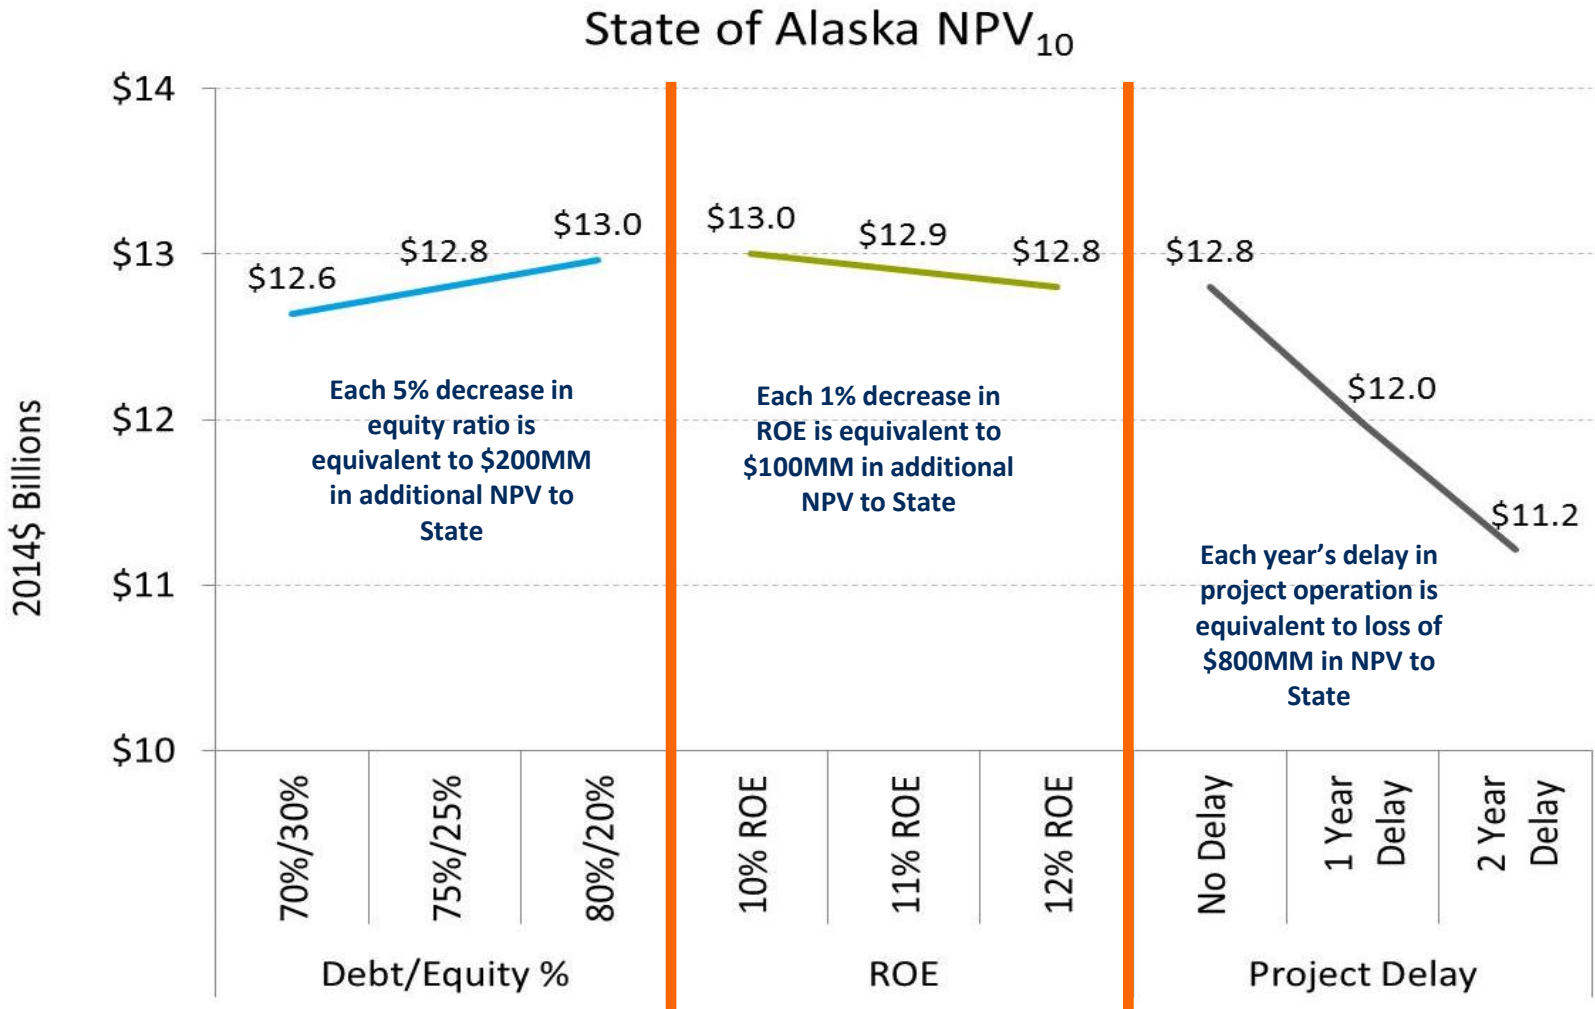 State of Alaska NPV10
2014$ Billions
$14
$13
$12
$11
$10
$12.6
$12.8
$13.0
$13.0
$12.9
$12.8
$12.8
$12.0
$11.2
Each 5% decrease in
equity ratio is
equivalent to $200MM
in additional NPV to
State
Each 1% decrease in
ROE is equivalent to
$100MM in additional
NPV to State
Each year’s delay in
project operation is
equivalent to loss of
$800MM in NPV to
State
70%/30%
75%/25%
80%/20%
10% ROE
11% ROE
12% ROE
No Delay
1 Year
Delay
2 Year
Delay
Debt/Equity %
ROE
Project Delay